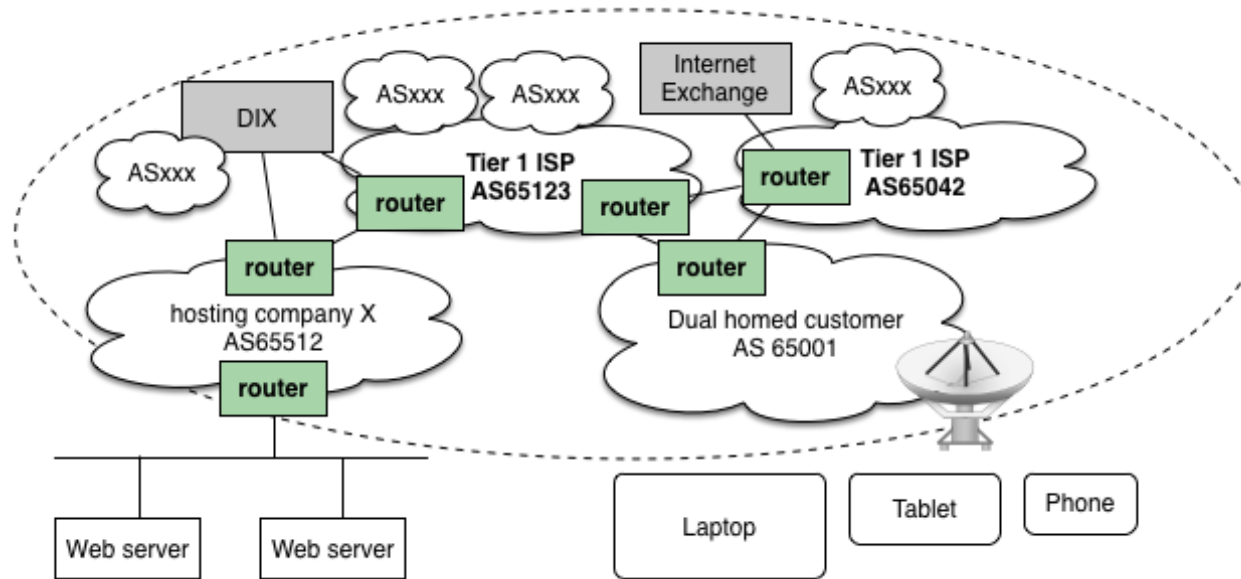 DIX
ASxxx
ASxxx
Internet
Exchange
ASxxx
ASxxx
Tier 1 ISP
AS65123
Tier 1 ISP
AS65042
router
router
router
router
router
hosting company X
AS65512
router
Dual homed customer
AS 65001
Web server
Web server
Laptop
Tablet
Phone